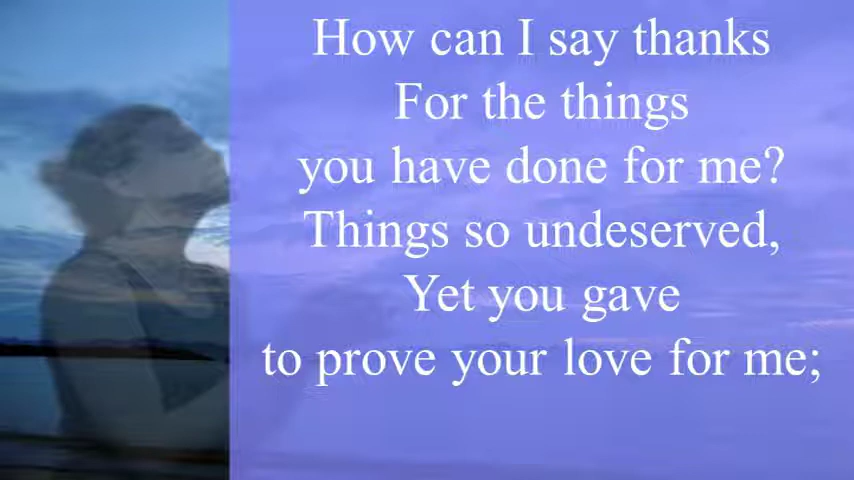 How can I say thanks
For the things
you have done for me?
Things so undeserved,
Yet you gave
to prove your love for me;